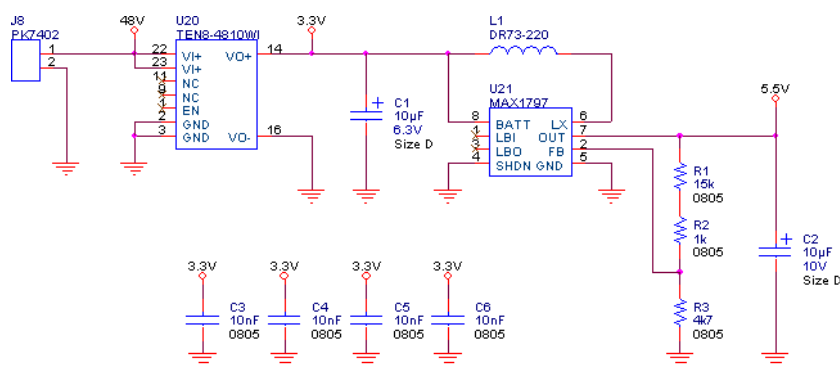 J8
PK7402
1
2
48V
U20
TEN8-4810WI
22
23
11
9
1
2
3
VI+
VI+
NC
NC
EN
GND
GND
VO+
VO-
14
16
3.3V
C1
10µF
6.3V
Size D
L1
DR73-220
U21
MAX1797
8
1
3
4
BATT
LBI
LBO
SHDN
LX
OUT
FB
GND
6
7
2
5
5.5V
R1
15k
0805
R2
1k
0805
R3
4k7
0805
C2
10µF
10V
Size D
3.3V
C3
10nF
0805
3.3V
C4
10nF
0805
3.3V
C5
10nF
0805
3.3V
C6
10nF
0805